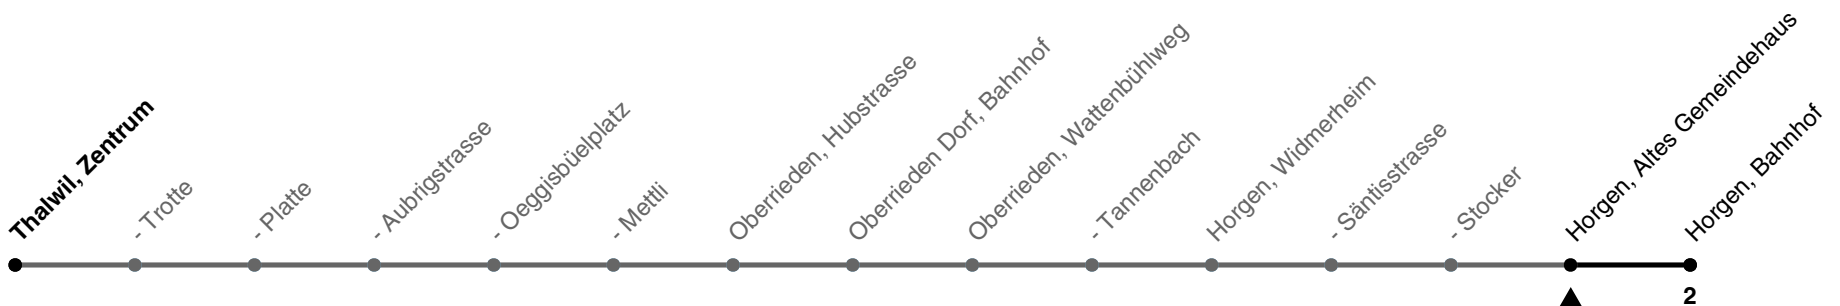 Thalwil, Zentrum
- Trotte
- Platte
- Aubrigstrasse
- Oeggisbüelplatz
- Mettli
Oberrieden, Hubstrasse
Oberrieden Dorf, Bahnhof
Oberrieden, Wattenbühlweg
- Tannenbach
Horgen, Widmerheim
- Säntisstrasse
- Stocker
Horgen, Altes Gemeindehaus
Horgen, Bahnhof
2